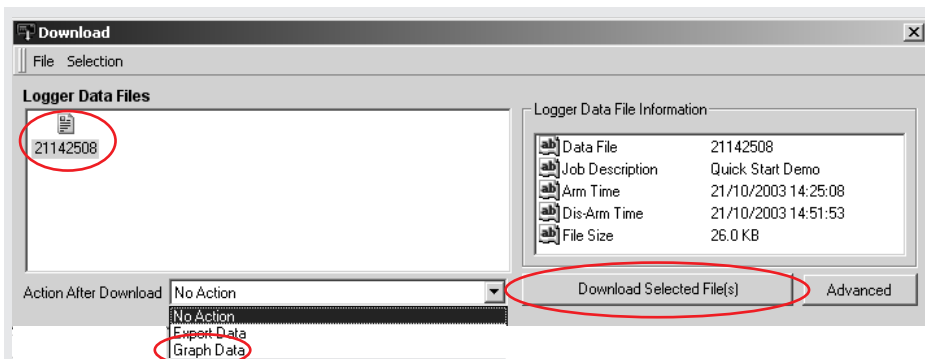 Download
File Selection
Logger Data Files
21142508
Logger Data File Information
Data File 21142508
Job Description Quick Start Demo
Arm Time 21/10/2003 14:25:08
Dis-Arm Time 21/10/2003 14:51:53
File Size 26.0 KB
Action After Download No Action
No Action
Export Data
Graph Data
Download Selected File(s) Advanced